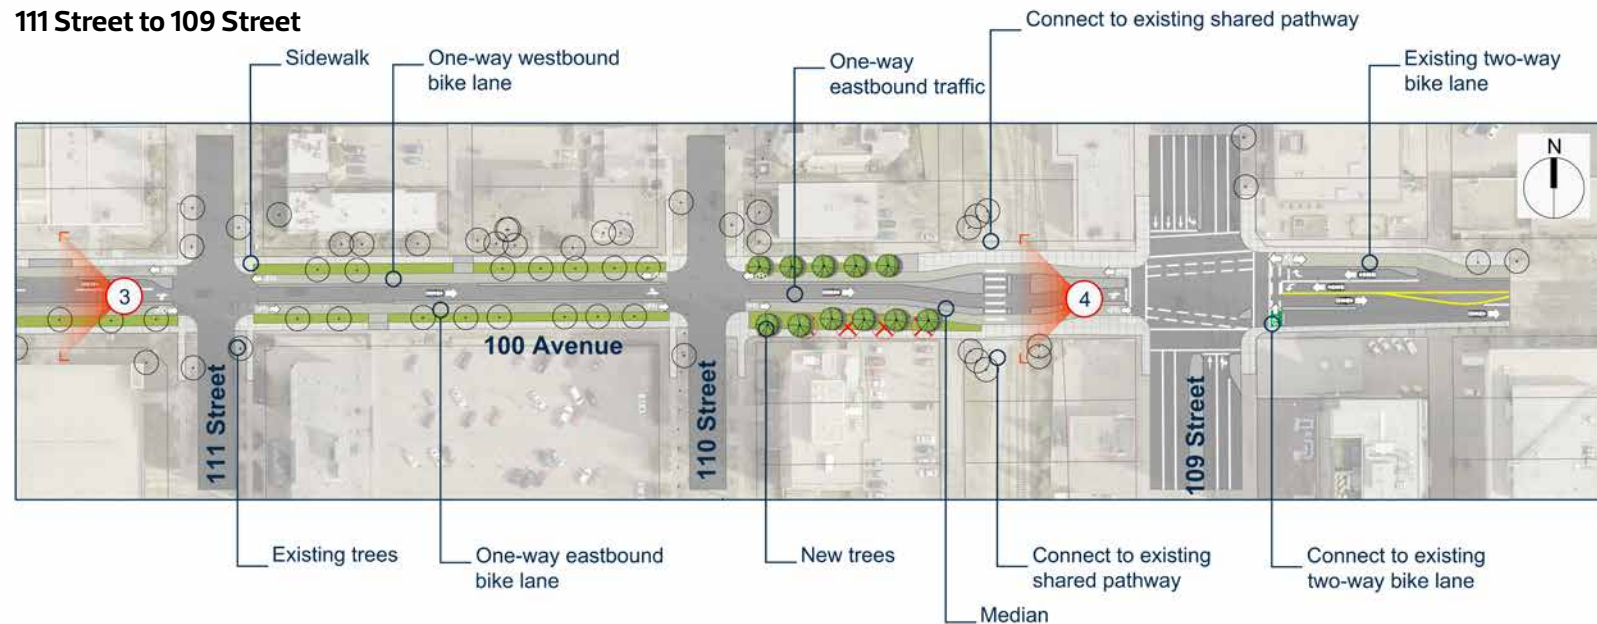 111 Street to 109 Street
Connect to existing shared pathway
Sidewalk
One-way westbound
bike lane
One-way
eastbound traffic
Existing two-way
bike lane
N
3
4
100 Avenue
111 Street
110 Street
109 Street
Existing trees
One-way eastbound
bike lane
New trees
Connect to existing
shared pathway
Connect to existing
two-way bike lane
Median